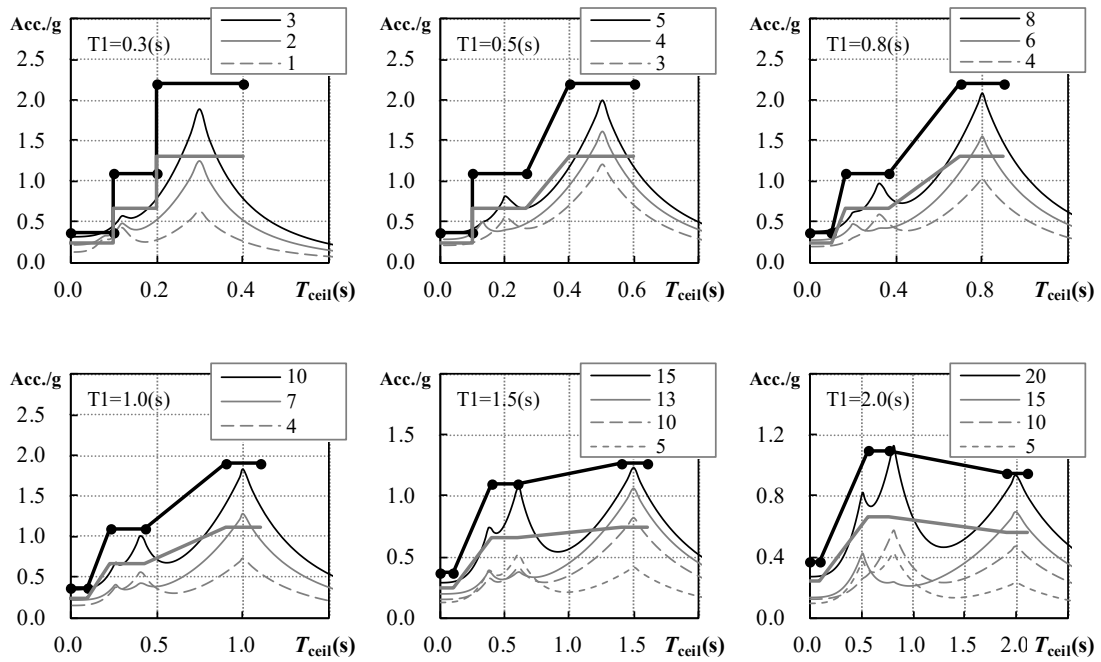 Acc./g
T1=0.3(s)
3
2
1
2.5
2.0
1.5
1.0
0.5
0.0
0.0 0.2 0.4 Tceil(s)
Acc./g
T1=0.5(s)
5
4
3
2.5
2.0
1.5
1.0
0.5
0.0
0.0 0.2 0.4 0.6 Tceil(s)
Acc./g
T1=0.8(s)
8
6
4
2.5
2.0
1.5
1.0
0.5
0.0
0.0 0.4 0.8 Tceil(s)
Acc./g
T1=1.0(s)
10
7
4
2.5
2.0
1.5
1.0
0.5
0.0
0.0 0.5 1.0 Tceil(s)
Acc./g
T1=1.5(s)
15
13
10
5
1.5
1.0
0.5
0.0
0.0 0.5 1.0 1.5 Tceil(s)
Acc./g
T1=2.0(s)
20
15
10
5
1.2
0.8
0.4
0.0
0.0 0.5 1.0 1.5 2.0 Tceil(s)